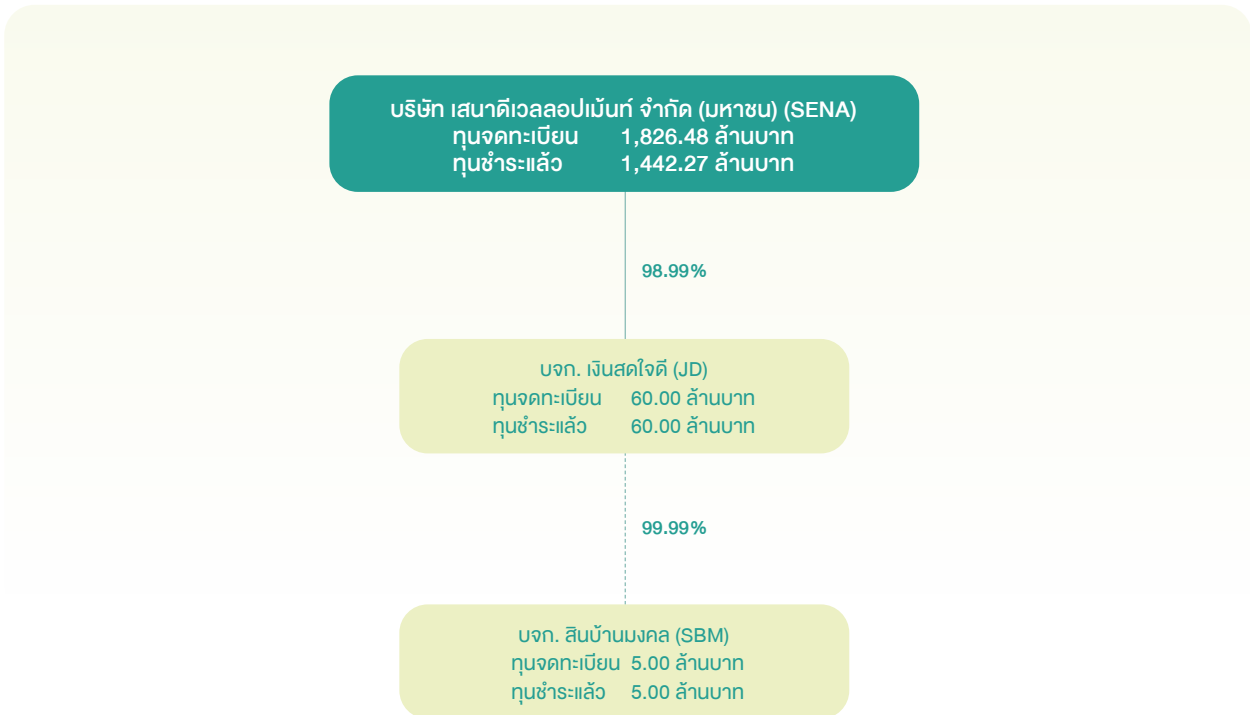 บริษัท เสนาดีเวลลอปเม้นท์ จำกัด (มหาชน) (SENA)
ทุนจดทะเบียน 1,826.48 ล้านบาท
ทุนชำระแล้ว 1,442.27 ล้านบาท
98.99%
บจก. เงินสดใจดี (JD)
ทุนจดทะเบียน 60.00 ล้านบาท
ทุนชำระแล้ว 60.00 ล้านบาท
99.99%
บจก. สินบ้านมงคล (SBM)
ทุนจดทะเบียน 5.00 ล้านบาท
ทุนชำระแล้ว 5.00 ล้านบาท